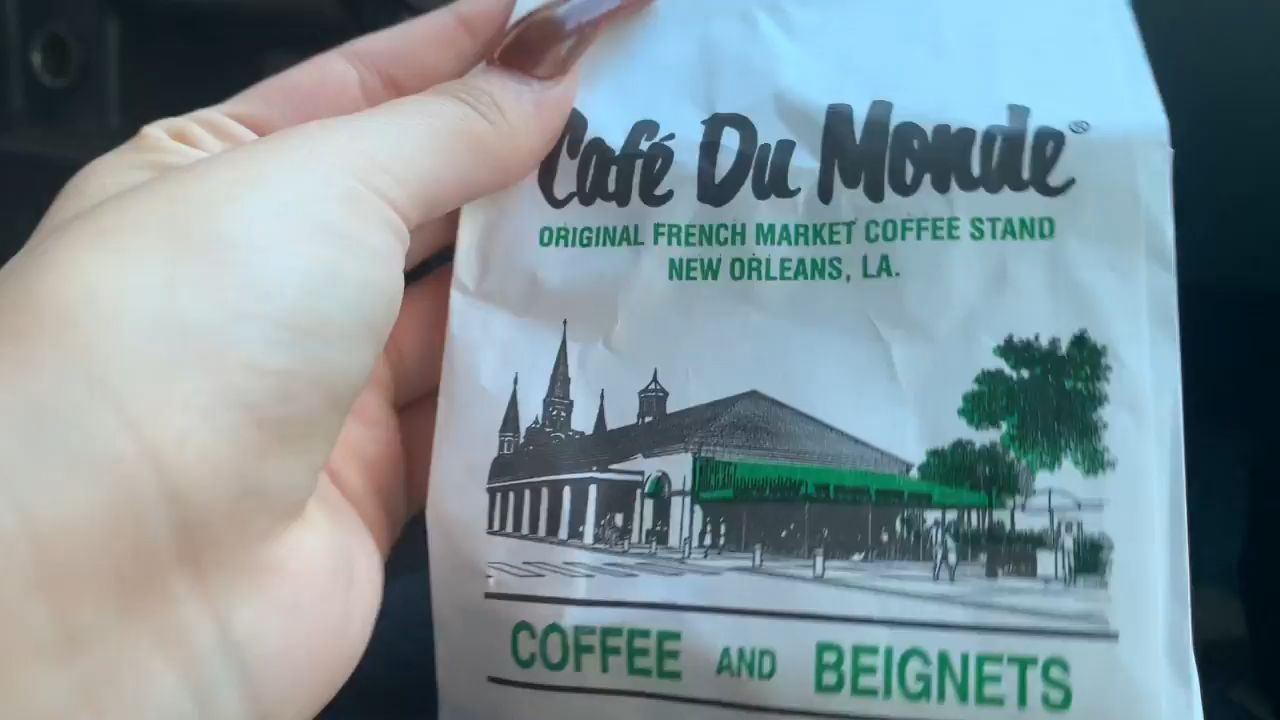 Café Du Monde®
ORIGINAL FRENCH MARKET COFFEE STAND
NEW ORLEANS, LA.
COFFEE AND BEIGNETS